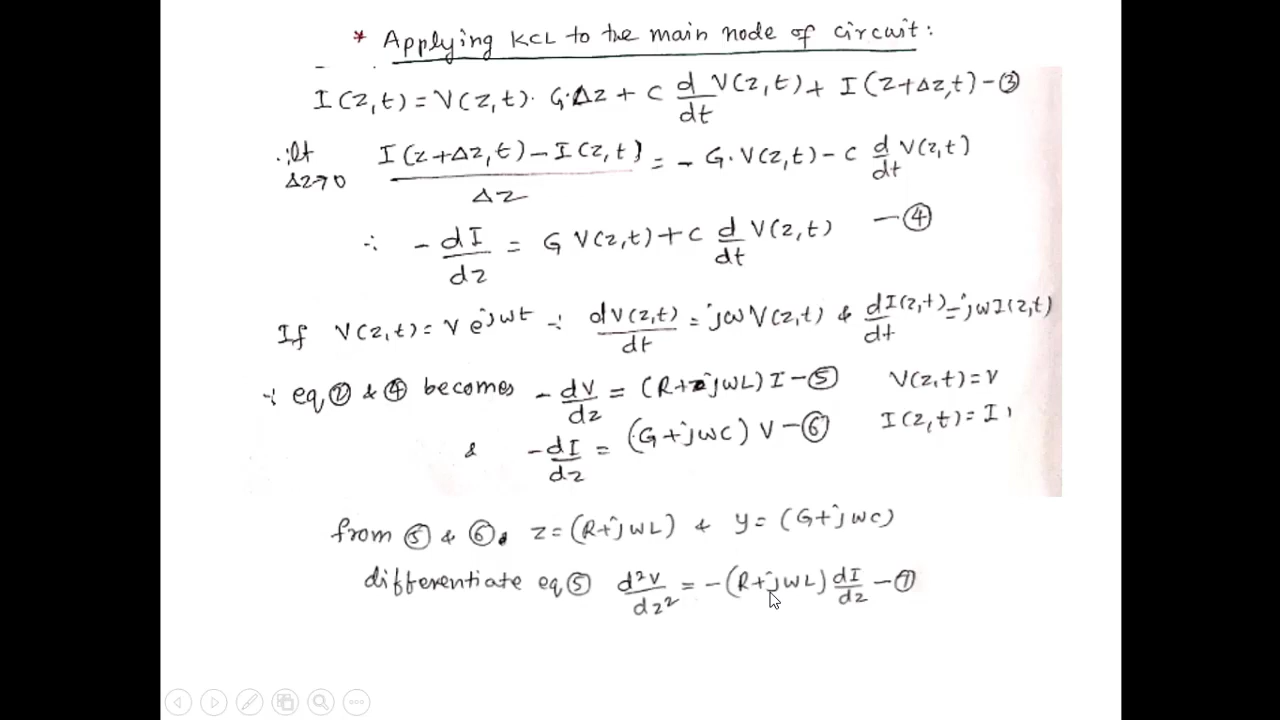 * Applying KCL to the main node of circuit:
I(z,t) = V(z,t). G.Δz + C d/dt V(z,t) + I(z+Δz,t) - ③
∴ lt Δz→0 I(z+Δz,t) - I(z,t) / Δz = - G.V(z,t) - C d/dt V(z,t)
∴ - dI/dz = G V(z,t) + C d/dt V(z,t) - ④
If V(z,t) = V e^jωt ∴ dV(z,t)/dt = jω V(z,t) & dI(z,t)/dt = jωI(z,t)
∴ eq ② & ④ becomes - dV/dz = (R+jωL) I - ⑤ V(z,t) = V
& - dI/dz = (G+jωC) V - ⑥ I(z,t) = I
from ⑤ & ⑥, z = (R+jωL) & y = (G+jωC)
differentiate eq ⑤ d²V/dz² = -(R+jωL) dI/dz - ⑦